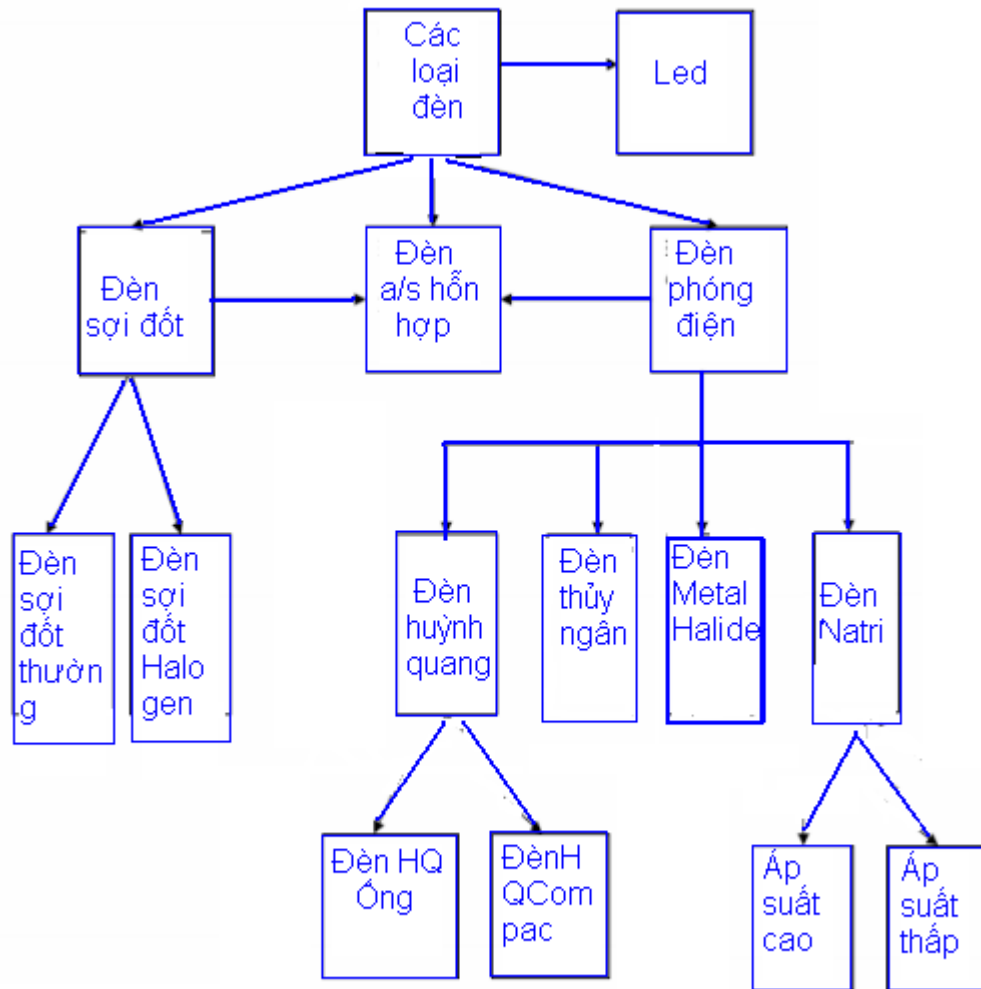 Các
loại
đèn
Led
Đèn
sợi đốt
Đèn
a/s hỗn
hợp
Đèn
phóng
điện
Đèn
sợi
đốt
thườn
g
Đèn
sợi
đốt
Halo
gen
Đèn
huỳnh
quang
Đèn
thủy
ngân
Đèn
Metal
Halide
Đèn
Natri
Đèn HQ
Ống
ĐènH
QCom
pac
Áp
suất
cao
Áp
suất
thấp